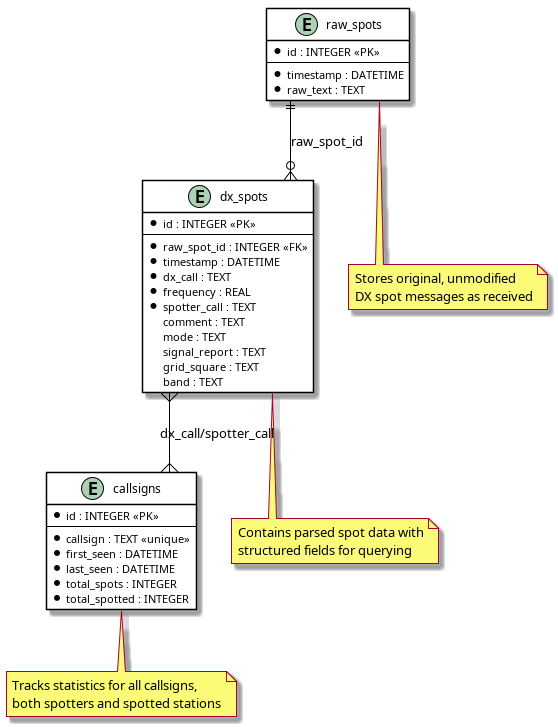 E raw_spots
id : INTEGER «PK»
timestamp : DATETIME
raw_text : TEXT
raw_spot_id
E dx_spots
id : INTEGER «PK»
raw_spot_id : INTEGER «FK»
timestamp : DATETIME
dx_call : TEXT
frequency : REAL
spotter_call : TEXT
comment : TEXT
mode : TEXT
signal_report : TEXT
grid_square : TEXT
band : TEXT
Stores original, unmodified
DX spot messages as received
dx_call/spotter_call
E callsigns
id : INTEGER «PK»
callsign : TEXT «unique»
first_seen : DATETIME
last_seen : DATETIME
total_spots : INTEGER
total_spotted : INTEGER
Contains parsed spot data with
structured fields for querying
Tracks statistics for all callsigns,
both spotters and spotted stations